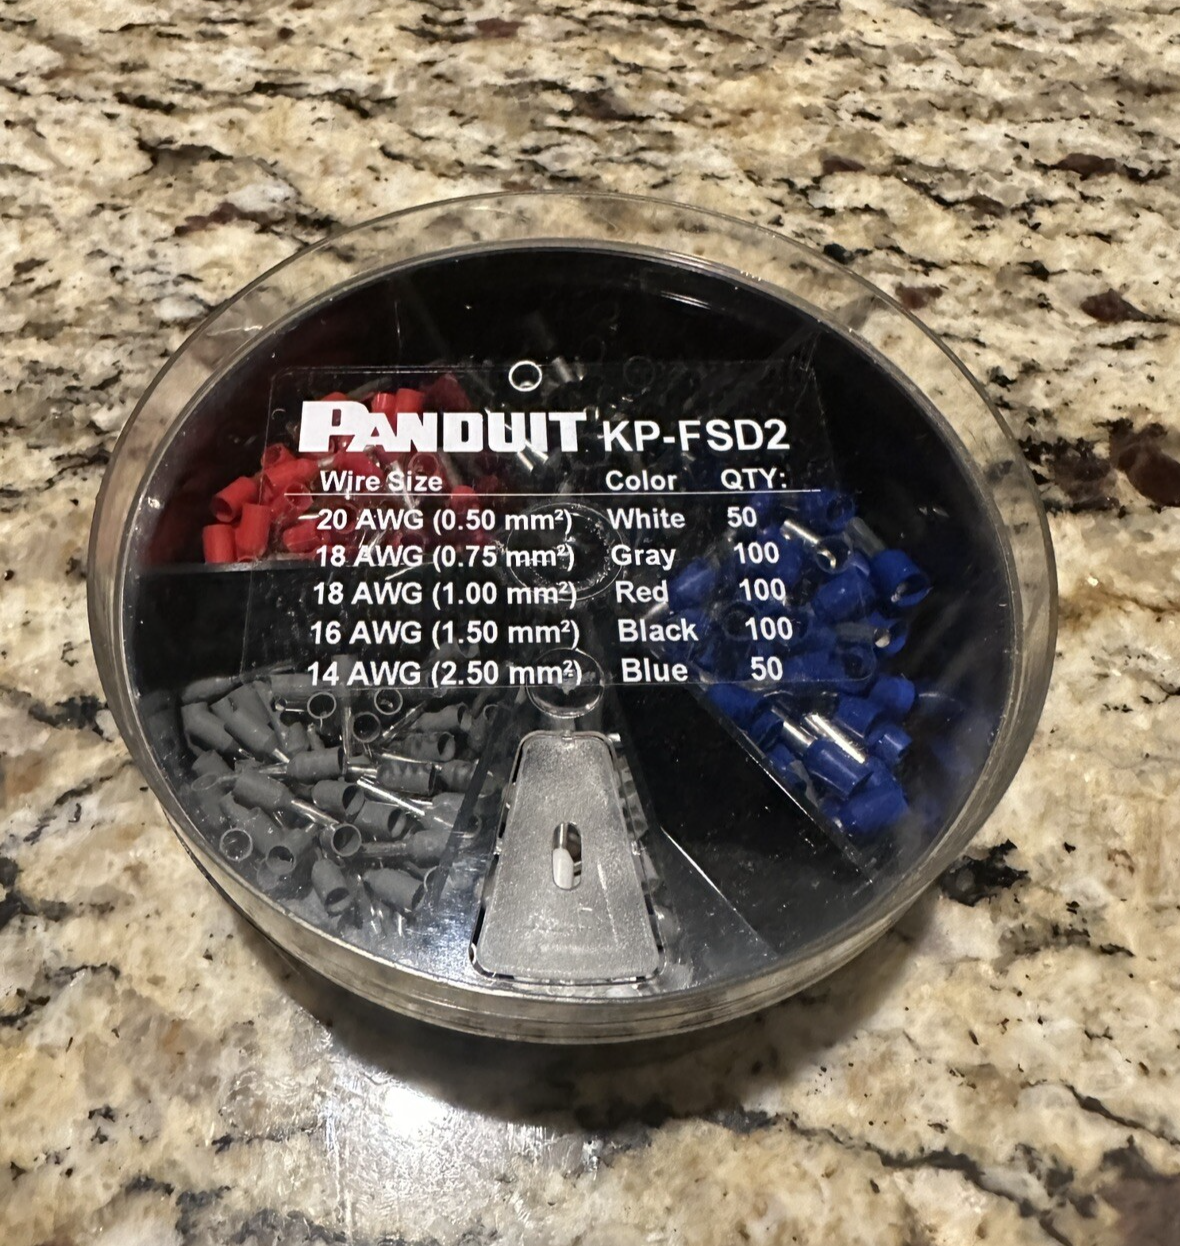 PANDUIT KP-FSD2
Wire Size Color QTY:
20 AWG (0.50 mm²) White 50
18 AWG (0.75 mm²) Gray 100
18 AWG (1.00 mm²) Red 100
16 AWG (1.50 mm²) Black 100
14 AWG (2.50 mm²) Blue 50